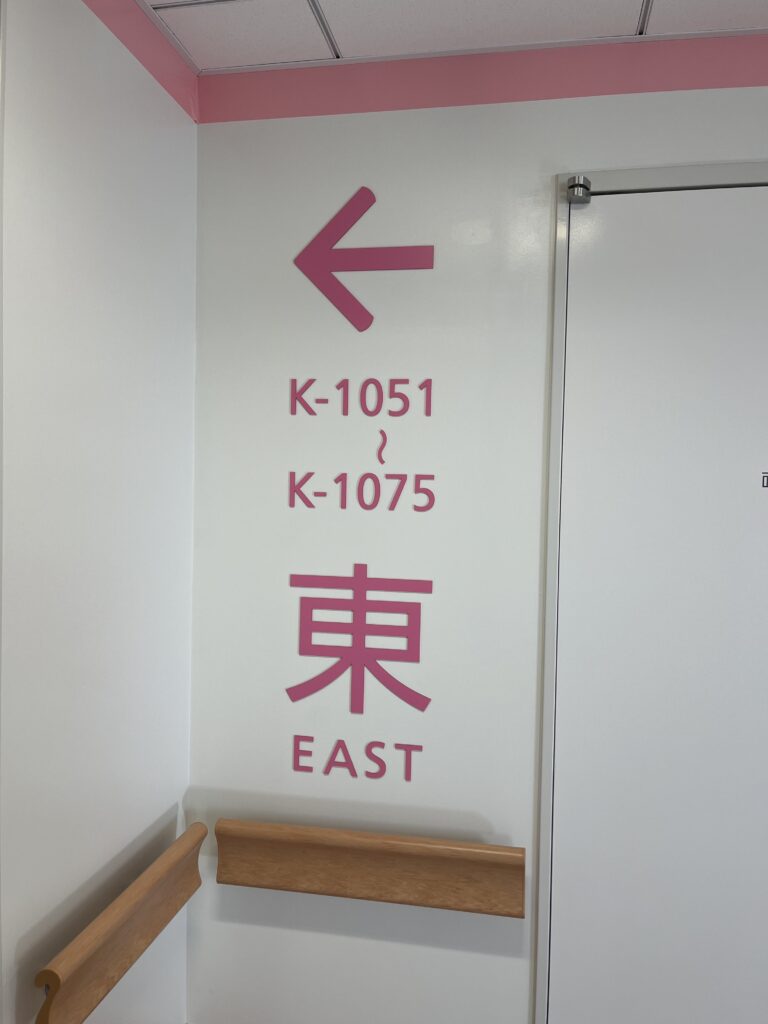 ←
K-1051
～
K-1075
東
EAST